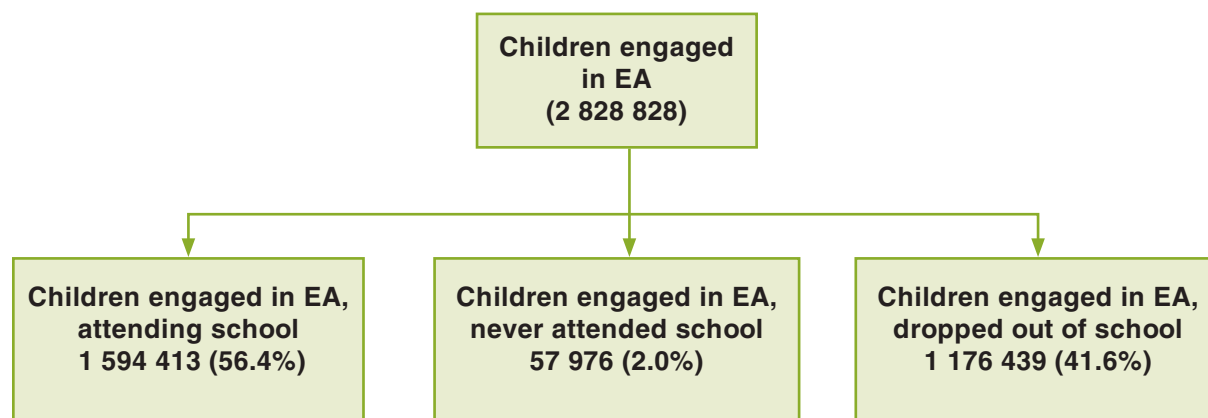 Children engaged
in EA
(2 828 828)
Children engaged in EA,
attending school
1 594 413 (56.4%)
Children engaged in EA,
never attended school
57 976 (2.0%)
Children engaged in EA,
dropped out of school
1 176 439 (41.6%)